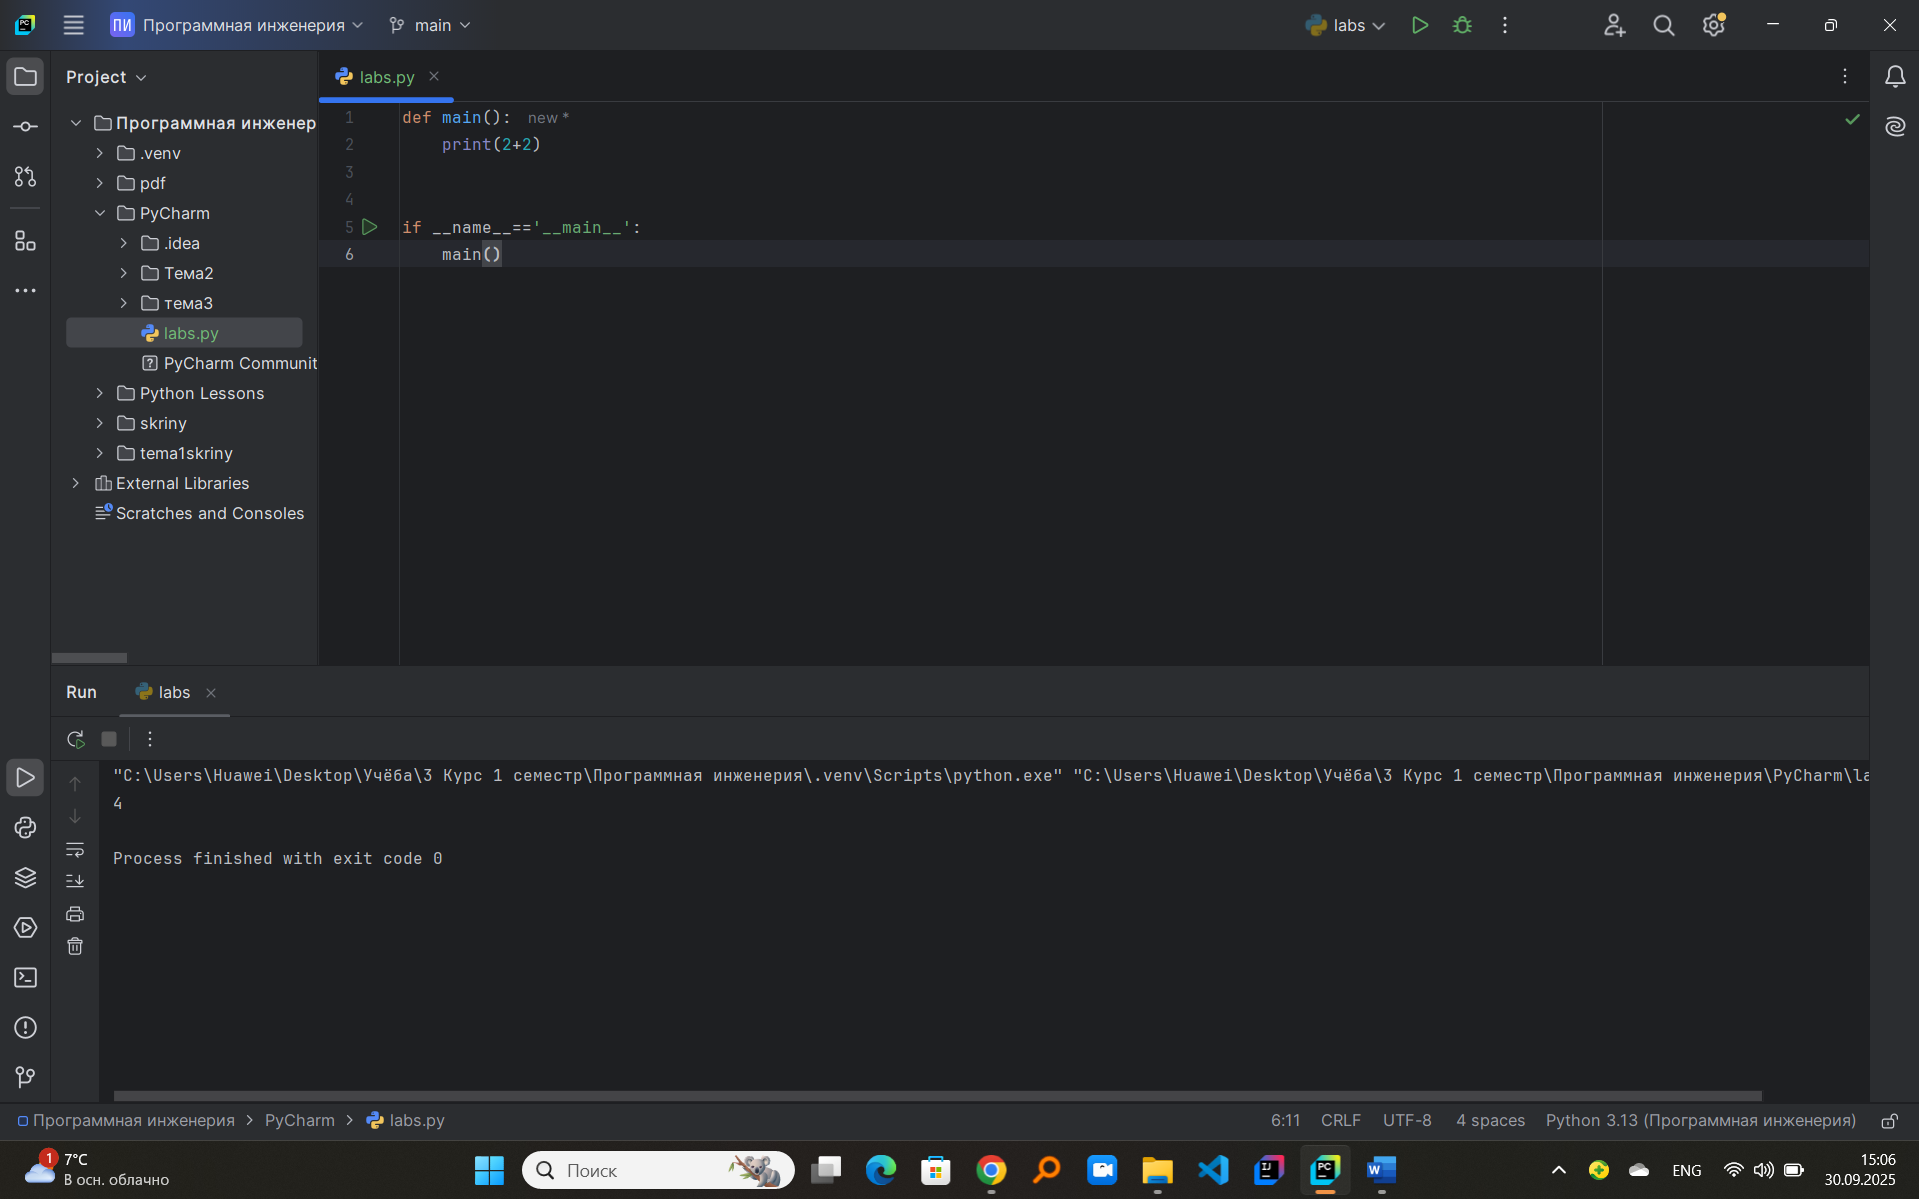 ПИ Программная инженерия main labs
Project
labs.py
Программная инженер
.venv
pdf
PyCharm
.idea
Тема2
тема3
labs.py
PyCharm Communit
Python Lessons
skriny
tema1skriny
External Libraries
Scratches and Consoles
1 def main(): new *
2 print(2+2)
3
4
5 if __name__=='__main__':
6 main()
Run labs
"C:\Users\Huawei\Desktop\Учёба\3 Курс 1 семестр\Программная инженерия\.venv\Scripts\python.exe" "C:\Users\Huawei\Desktop\Учёба\3 Курс 1 семестр\Программная инженерия\PyCharm\la
4
Process finished with exit code 0
Программная инженерия > PyCharm > labs.py 6:11 CRLF UTF-8 4 spaces Python 3.13 (Программная инженерия)
1 7°C
В осн. облачно
Поиск
ENG
15:06
30.09.2025